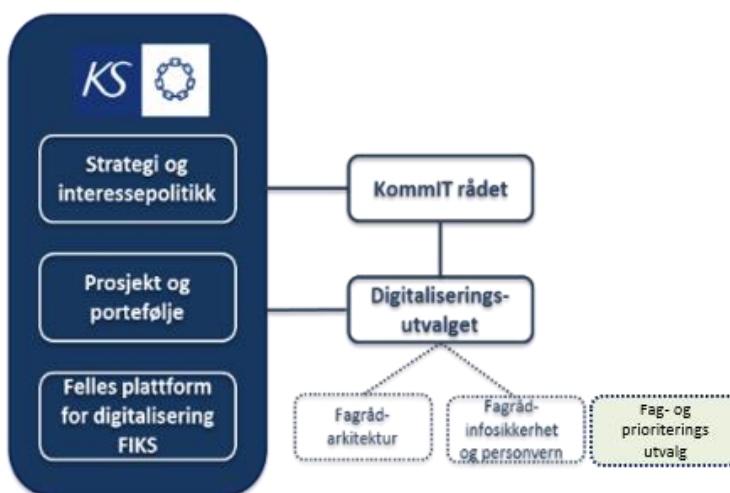 KS
Strategi og
interessepolitikk
Prosjekt og
portefølje
Felles plattform
for digitalisering
FIKS
KommIT rådet
Digitaliserings-
utvalget
Fagråd-
arkitektur
Fagråd-
infosikkerhet
og personvern
Fag- og
prioriterings
utvalg